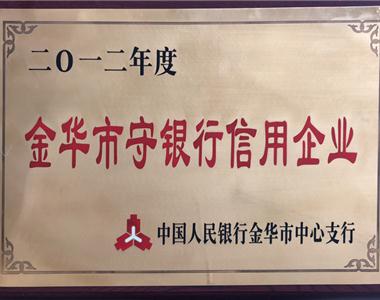 二〇一二年度
金华市守银行信用企业
中国人民银行金华市中心支行